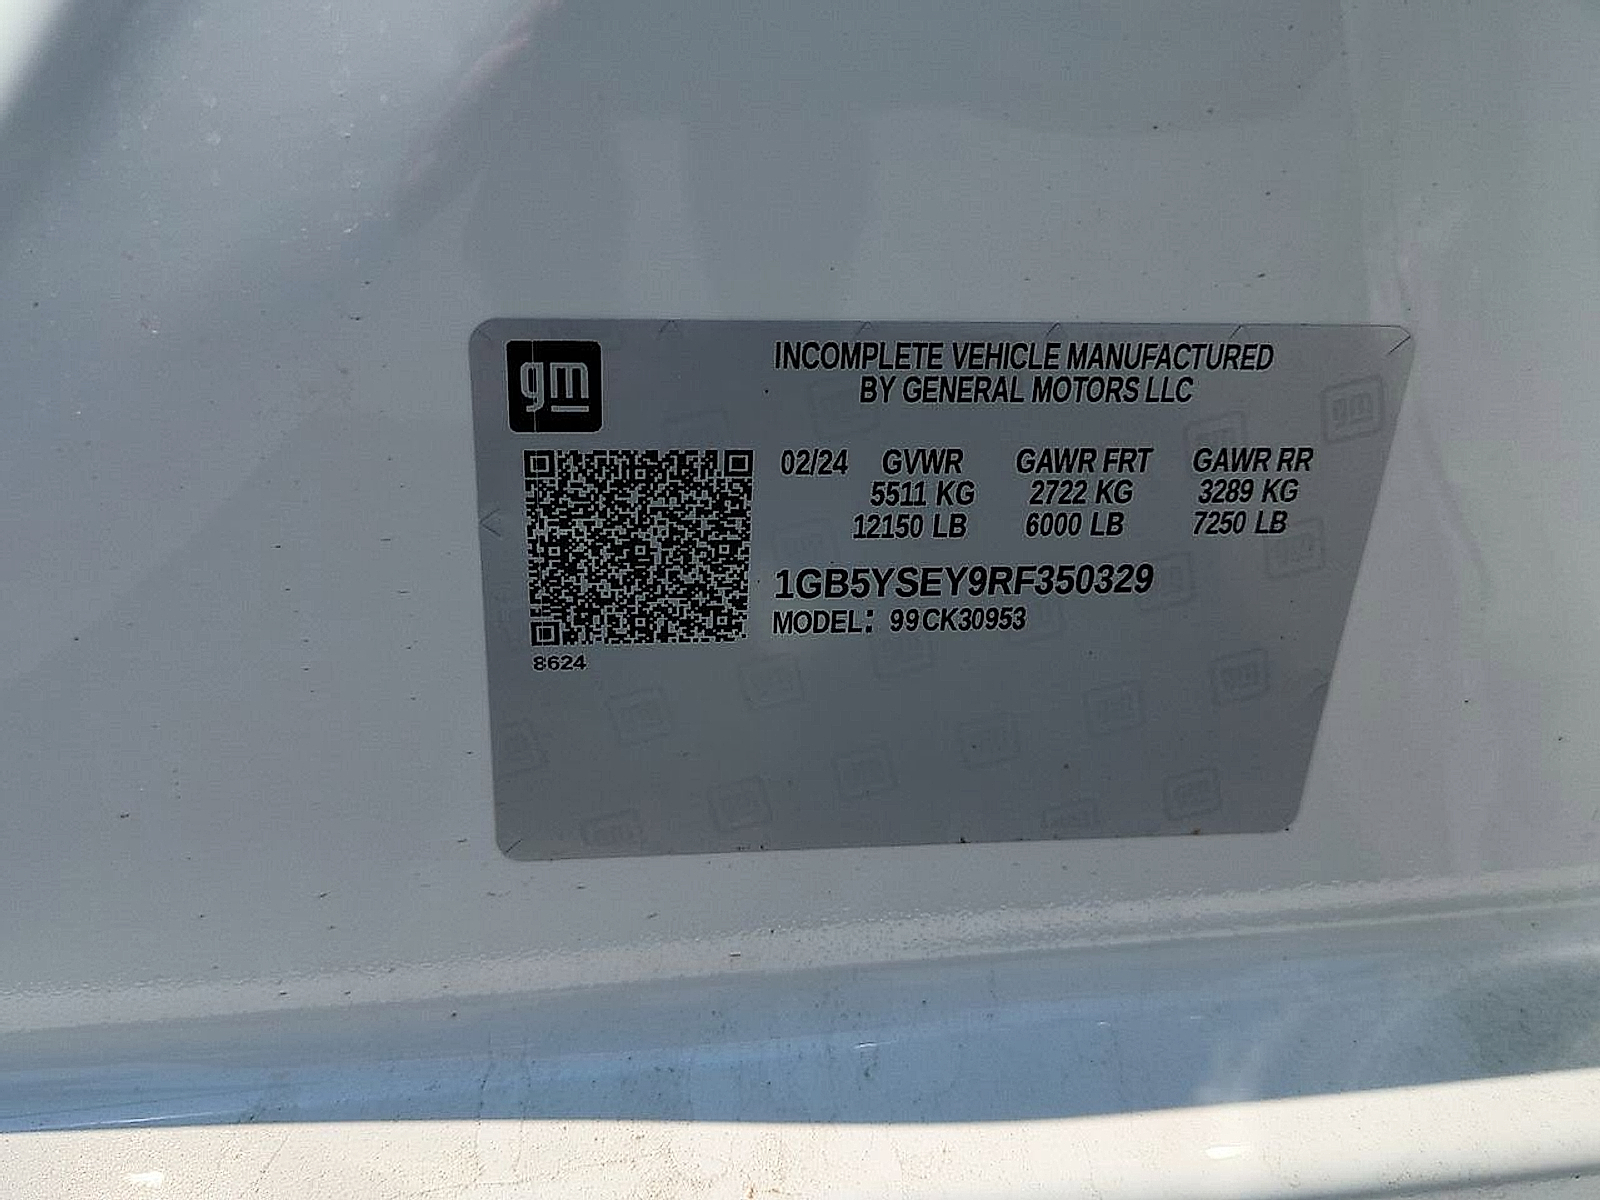 gm
INCOMPLETE VEHICLE MANUFACTURED
BY GENERAL MOTORS LLC
02/24 GVWR GAWR FRT GAWR RR
5511 KG 2722 KG 3289 KG
12150 LB 6000 LB 7250 LB
1GB5YSEY9RF350329
MODEL: 99CK30953
8624